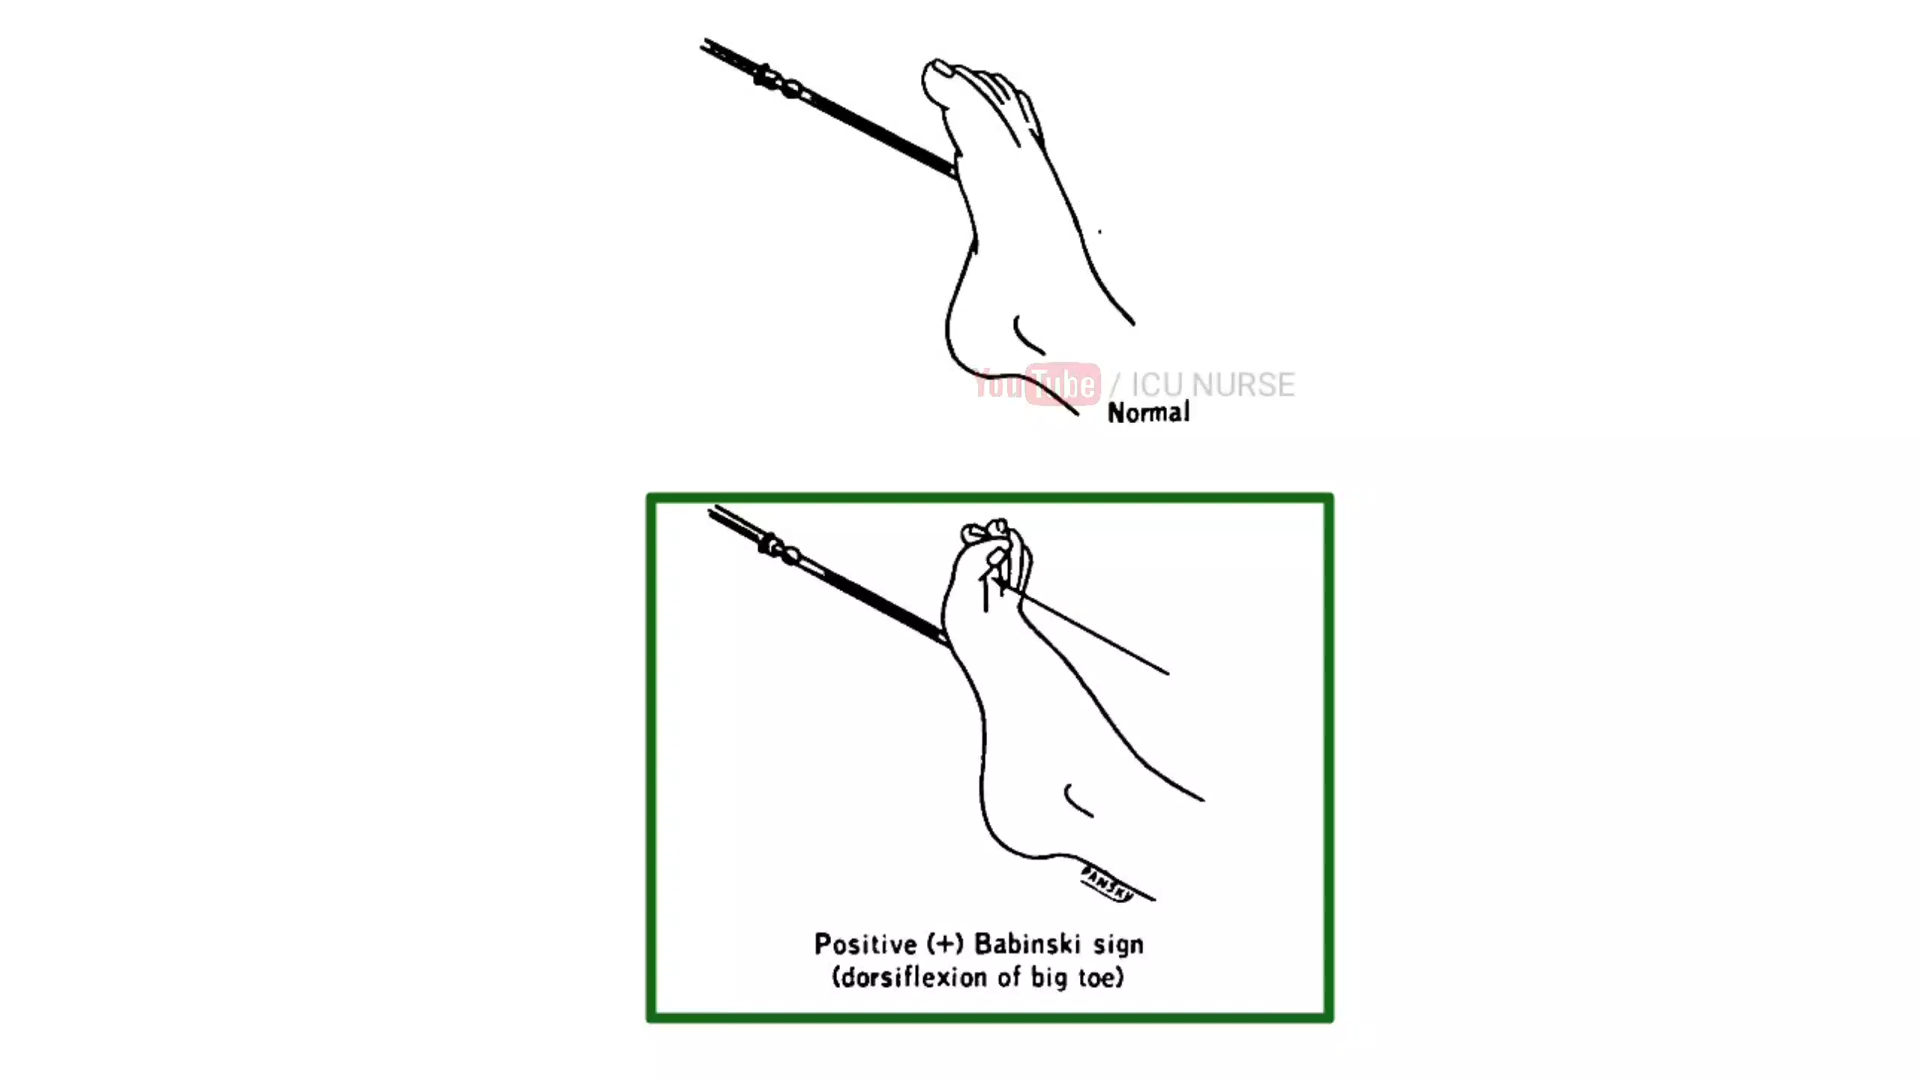 YouTube / ICU NURSE
Normal
PANSKY
Positive (+) Babinski sign
(dorsiflexion of big toe)